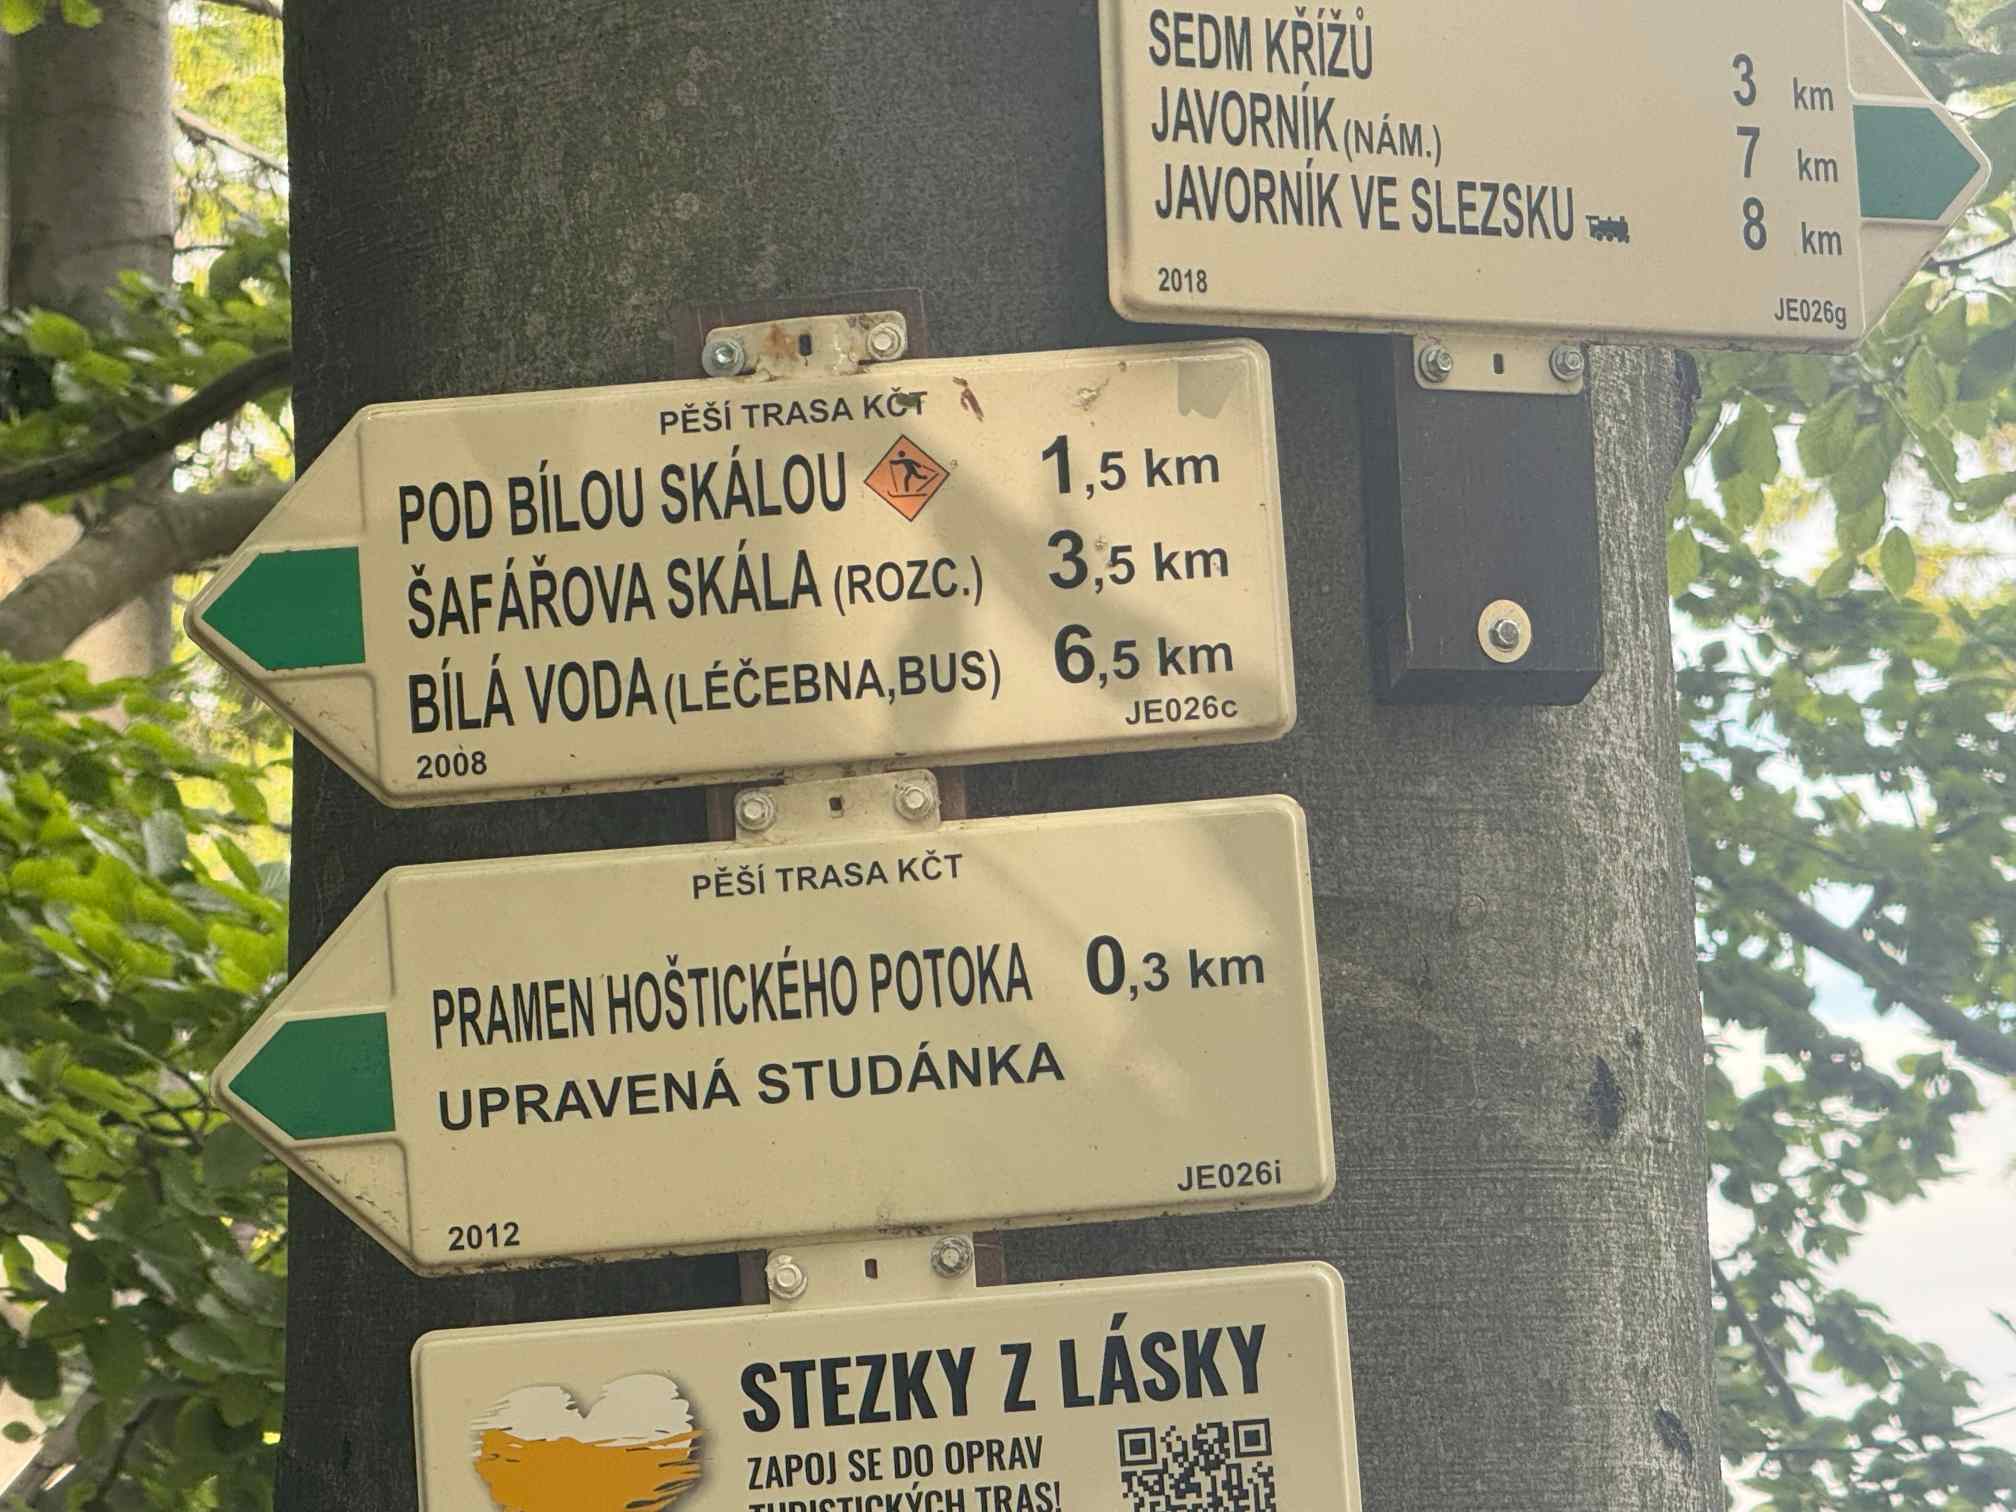 SEDM KŘÍŽŮ 3 km
JAVORNÍK (NÁM.) 7 km
JAVORNÍK VE SLEZSKU 8 km
2018 JE026g
PĚŠÍ TRASA KČT
POD BÍLOU SKÁLOU 1,5 km
ŠAFÁŘOVA SKÁLA (ROZC.) 3,5 km
BÍLÁ VODA (LÉČEBNA,BUS) 6,5 km
JE026c
2008
PĚŠÍ TRASA KČT
PRAMEN HOŠTICKÉHO POTOKA 0,3 km
UPRAVENÁ STUDÁNKA
JE026i
2012
STEZKY Z LÁSKY
ZAPOJ SE DO OPRAV
TURISTICKÝCH TRAS!